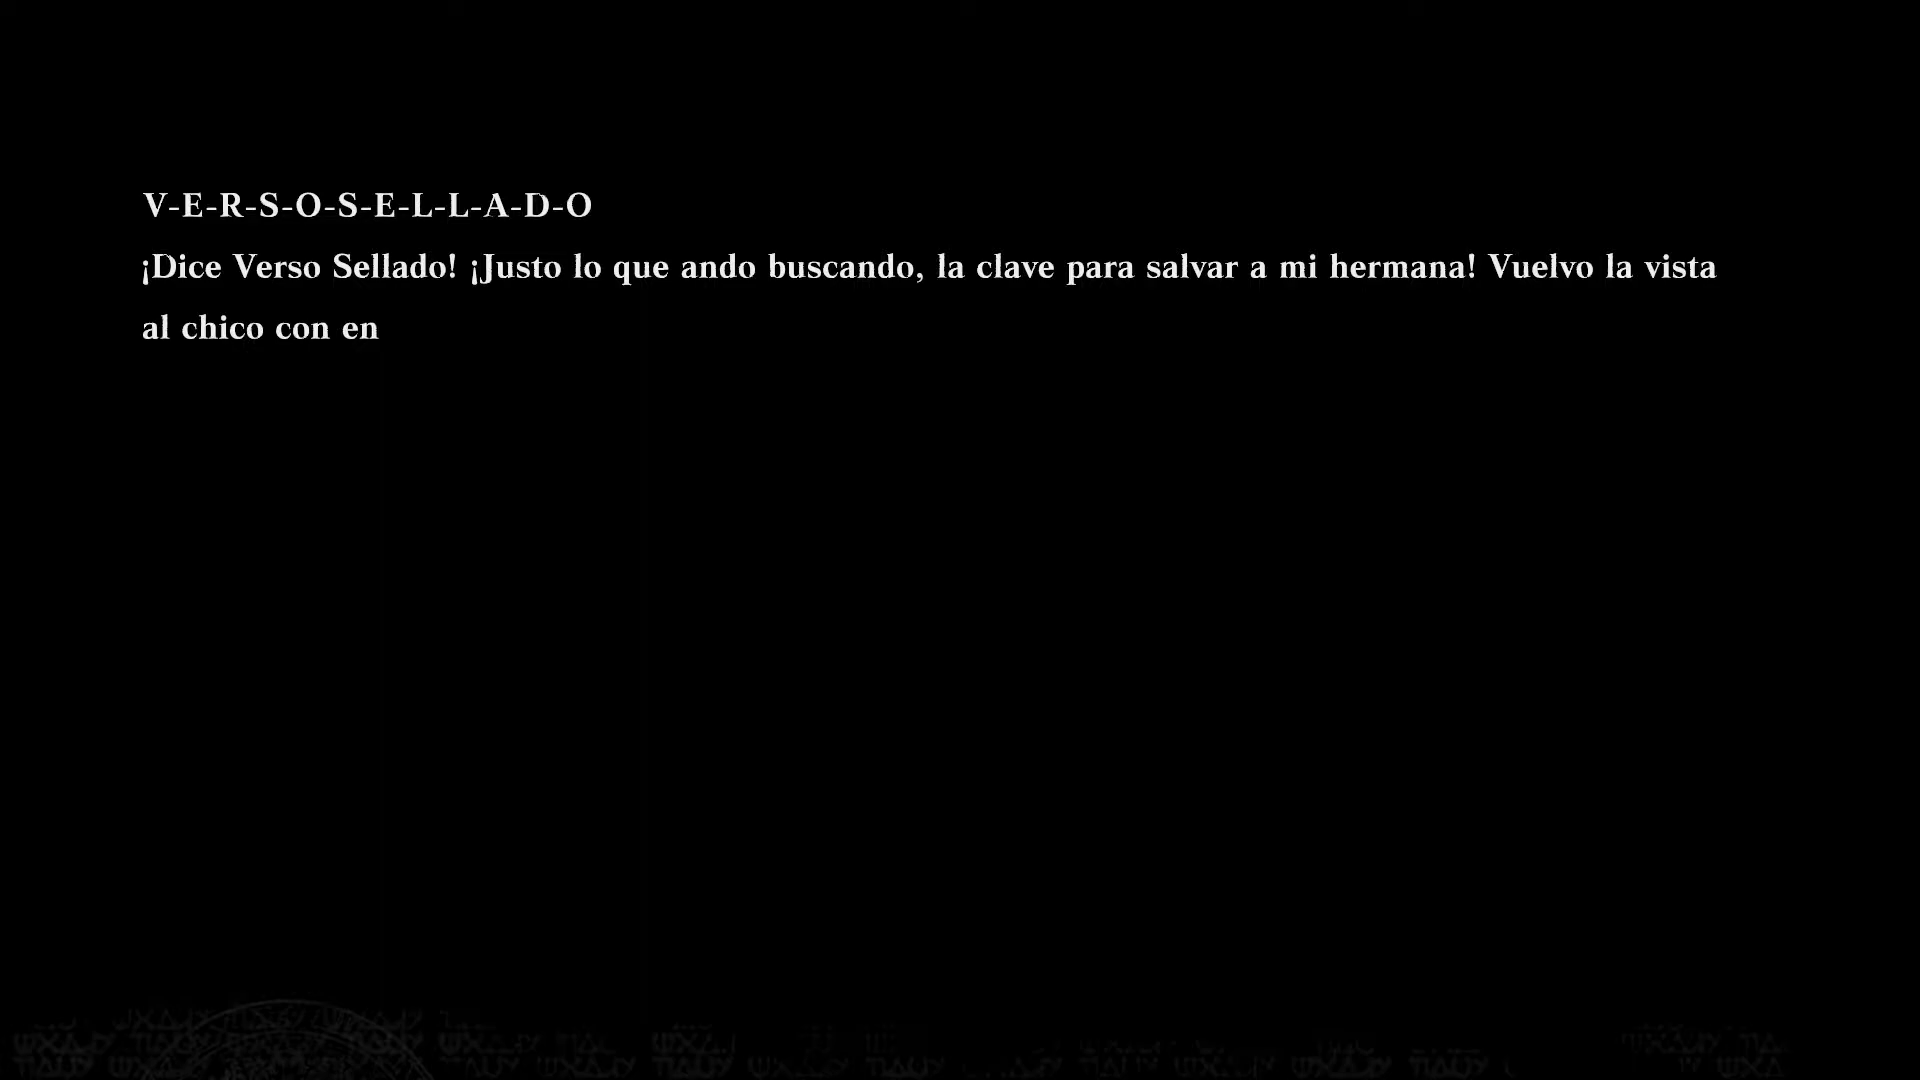 V-E-R-S-O-S-E-L-L-A-D-O
¡Dice Verso Sellado! ¡Justo lo que ando buscando, la clave para salvar a mi hermana! Vuelvo la vista
al chico con en